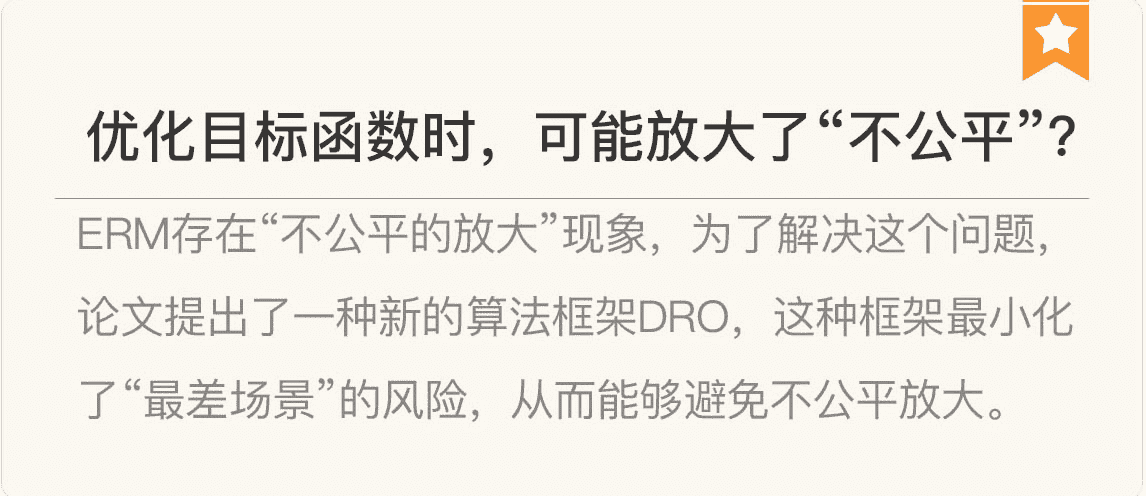 优化目标函数时，可能放大了“不公平”？
ERM存在“不公平的放大”现象，为了解决这个问题，
论文提出了一种新的算法框架DRO，这种框架最小化
了“最差场景”的风险，从而能够避免不公平放大。